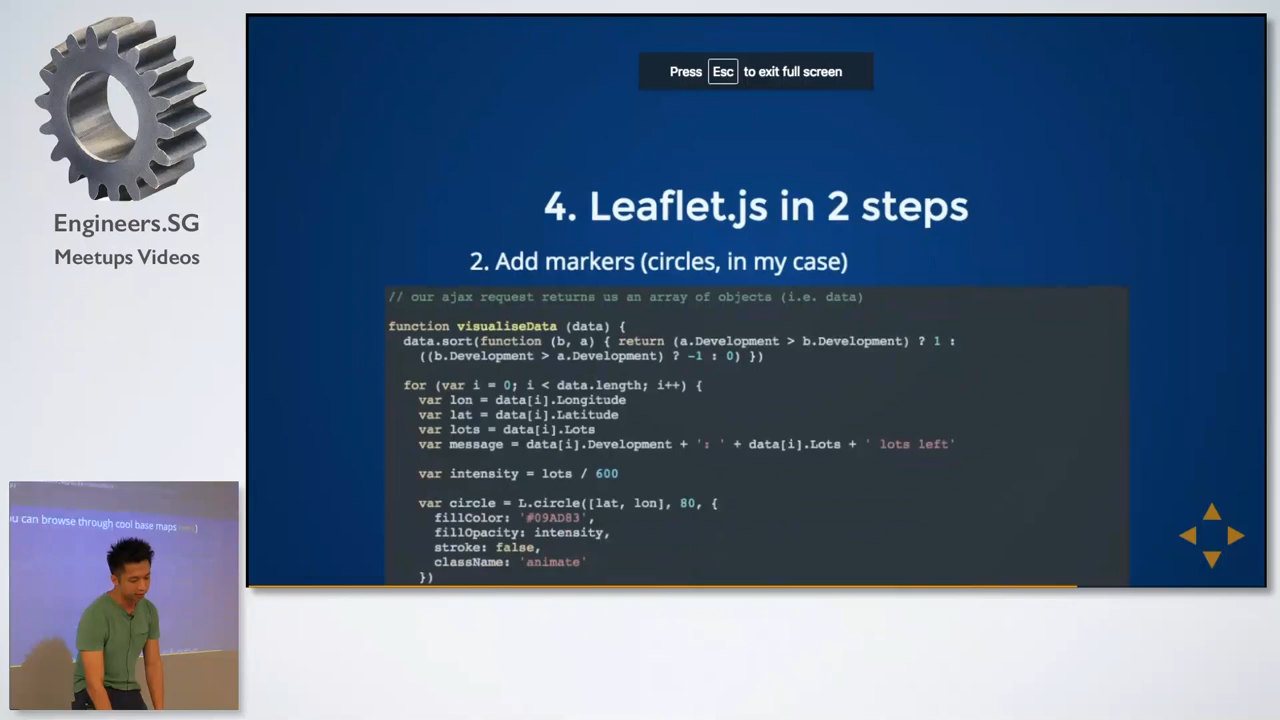 Engineers.SG
Meetups Videos
Press Esc to exit full screen
4. Leaflet.js in 2 steps
2. Add markers (circles, in my case)
// our ajax request returns us an array of objects (i.e. data)
function visualiseData (data) {
data.sort(function (b, a) { return (a.Development > b.Development) ? 1 :
((b.Development > a.Development) ? -1 : 0) })
for (var i = 0; i < data.length; i++) {
var lon = data[i].Longitude
var lat = data[i].Latitude
var lots = data[i].Lots
var message = data[i].Development + ': ' + data[i].Lots + ' lots left'
var intensity = lots / 600
var circle = L.circle([lat, lon], 80, {
fillColor: '#09AD83',
fillOpacity: intensity,
stroke: false,
className: 'animate'
})
ou can browse through cool base maps